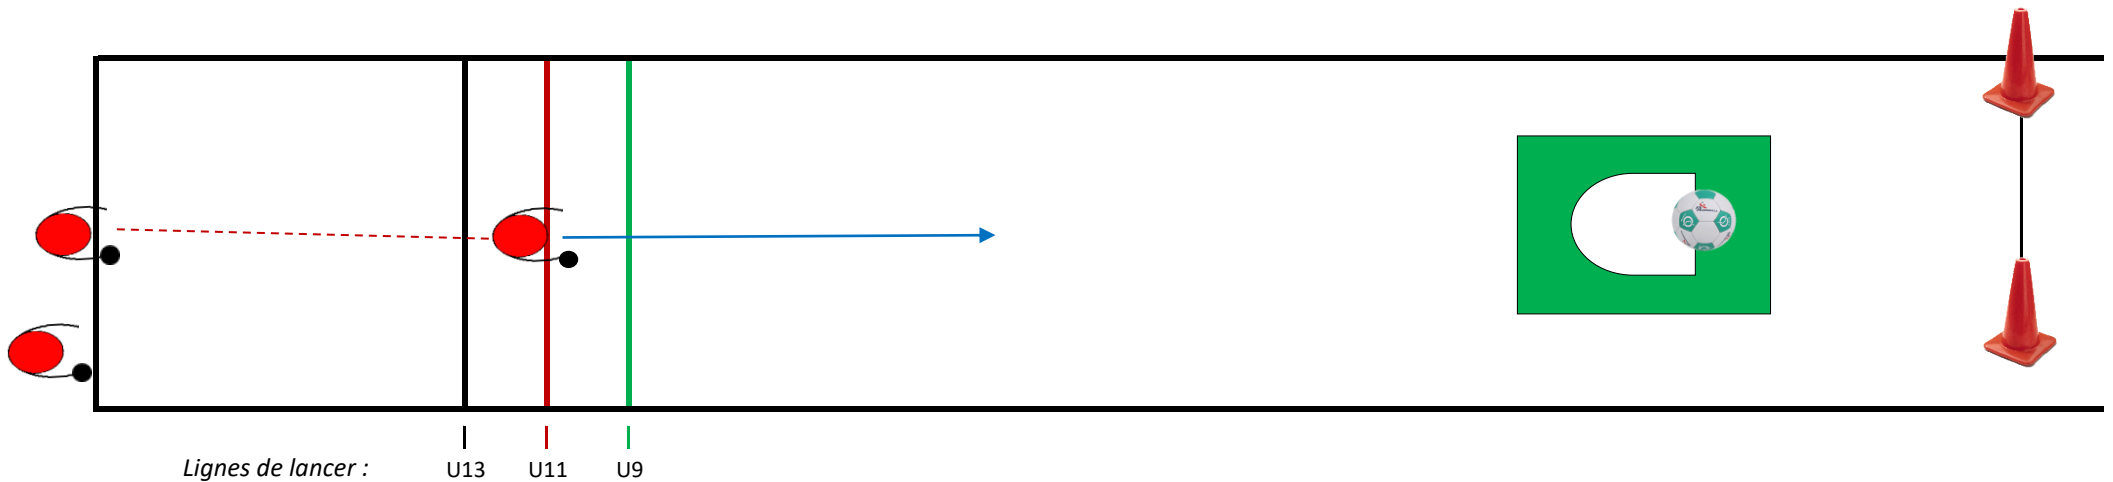 Lignes de lancer : U13 U11 U9